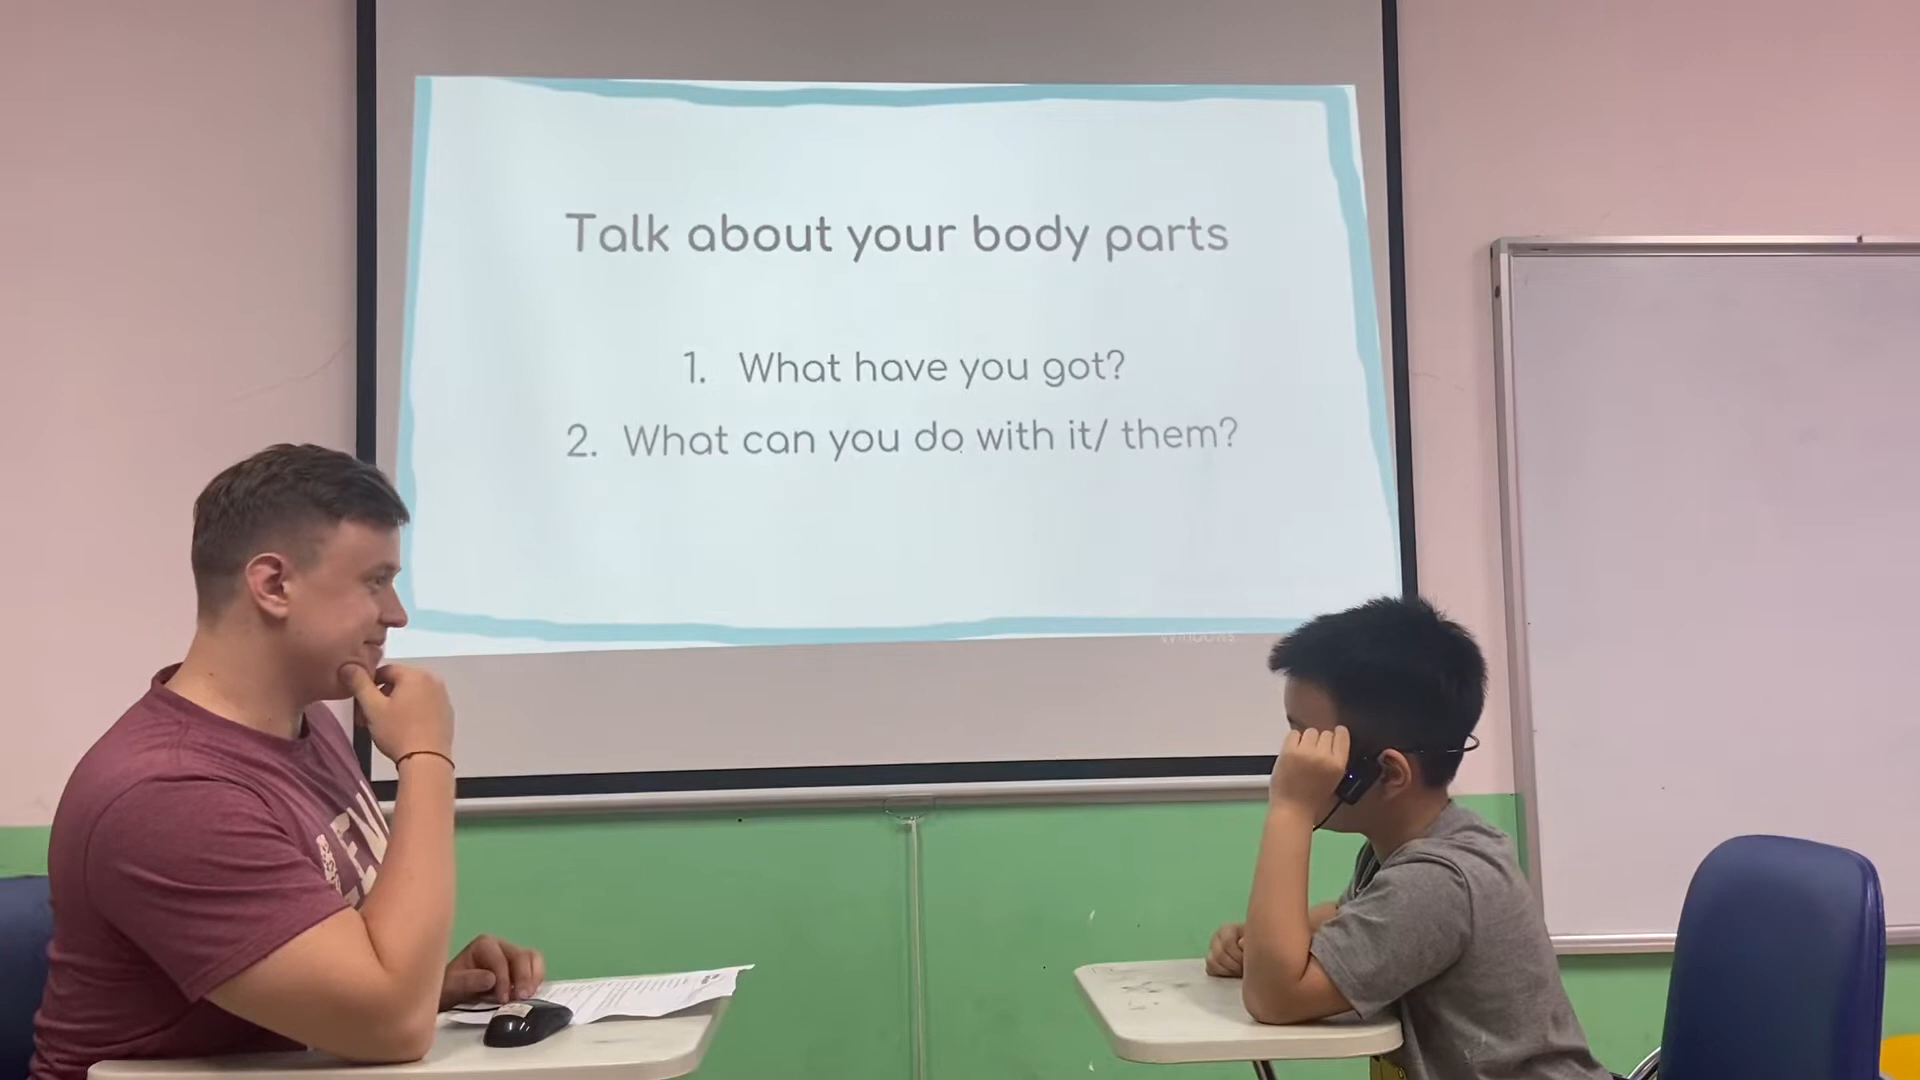 Talk about your body parts
1. What have you got?
2. What can you do with it/ them?